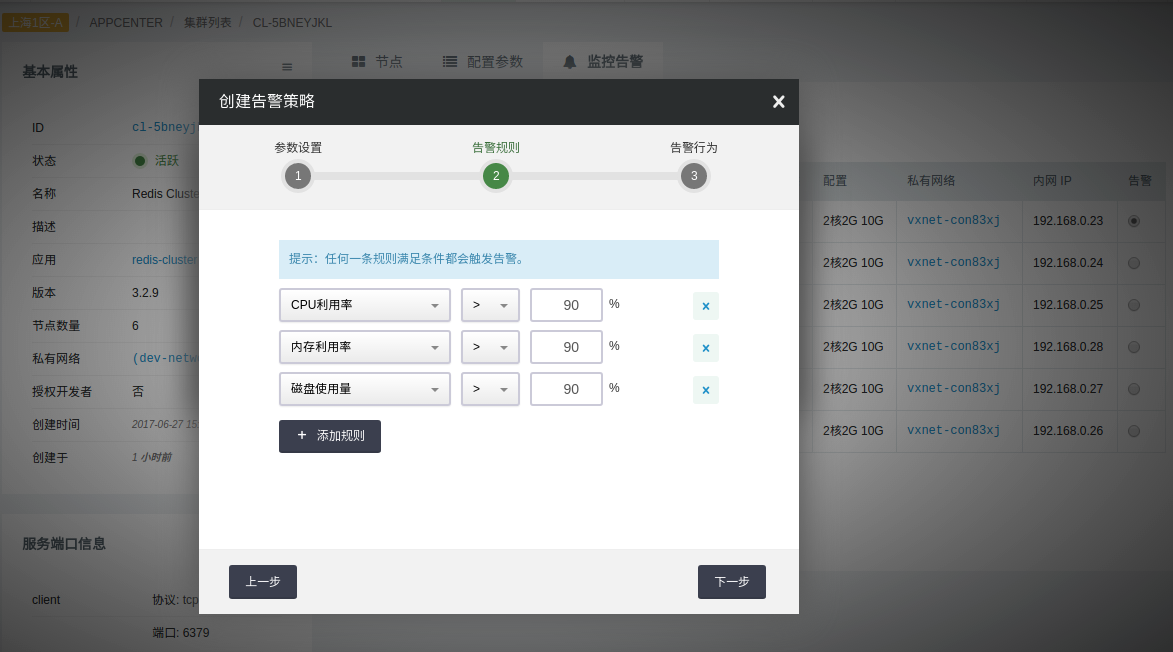 上海1区-A / APPCENTER / 集群列表 / CL-5BNEYJKL
基本属性
节点 配置参数 监控告警
创建告警策略
参数设置 告警规则 告警行为
1 2 3
提示：任何一条规则满足条件都会触发告警。
CPU利用率 > 90 %
内存利用率 > 90 %
磁盘使用量 > 90 %
+ 添加规则
上一步 下一步
ID cl-5bneyj
状态 活跃
名称 Redis Cluste
描述
应用 redis-cluster
版本 3.2.9
节点数量 6
私有网络 (dev-netw
授权开发者 否
创建时间 2017-06-27 15
创建于 1 小时前
服务端口信息
client 协议: tcp
端口: 6379
配置 私有网络 内网 IP 告警
2核2G 10G vxnet-con83xj 192.168.0.23
2核2G 10G vxnet-con83xj 192.168.0.24
2核2G 10G vxnet-con83xj 192.168.0.25
2核2G 10G vxnet-con83xj 192.168.0.28
2核2G 10G vxnet-con83xj 192.168.0.27
2核2G 10G vxnet-con83xj 192.168.0.26